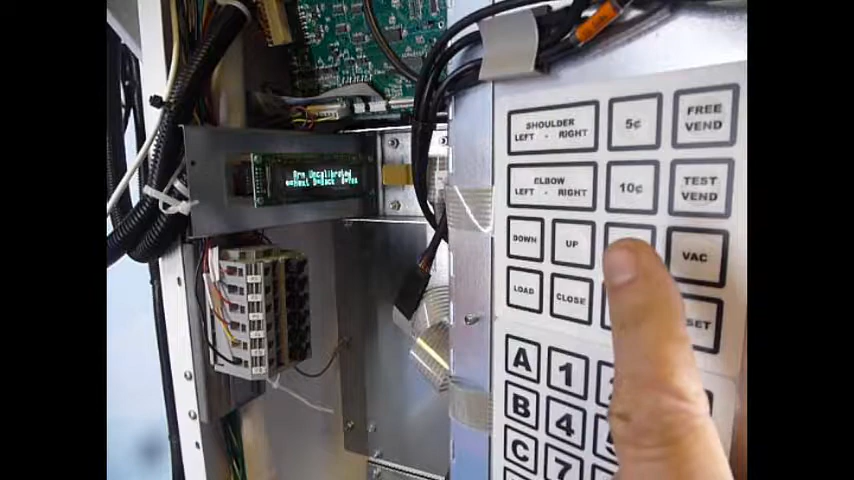 Arm Uncalibrated
SHOULDER
LEFT - RIGHT
5¢
FREE
VEND
ELBOW
LEFT - RIGHT
10¢
TEST
VEND
DOWN
UP
VAC
LOAD
CLOSE
A
1
B
4
C
7